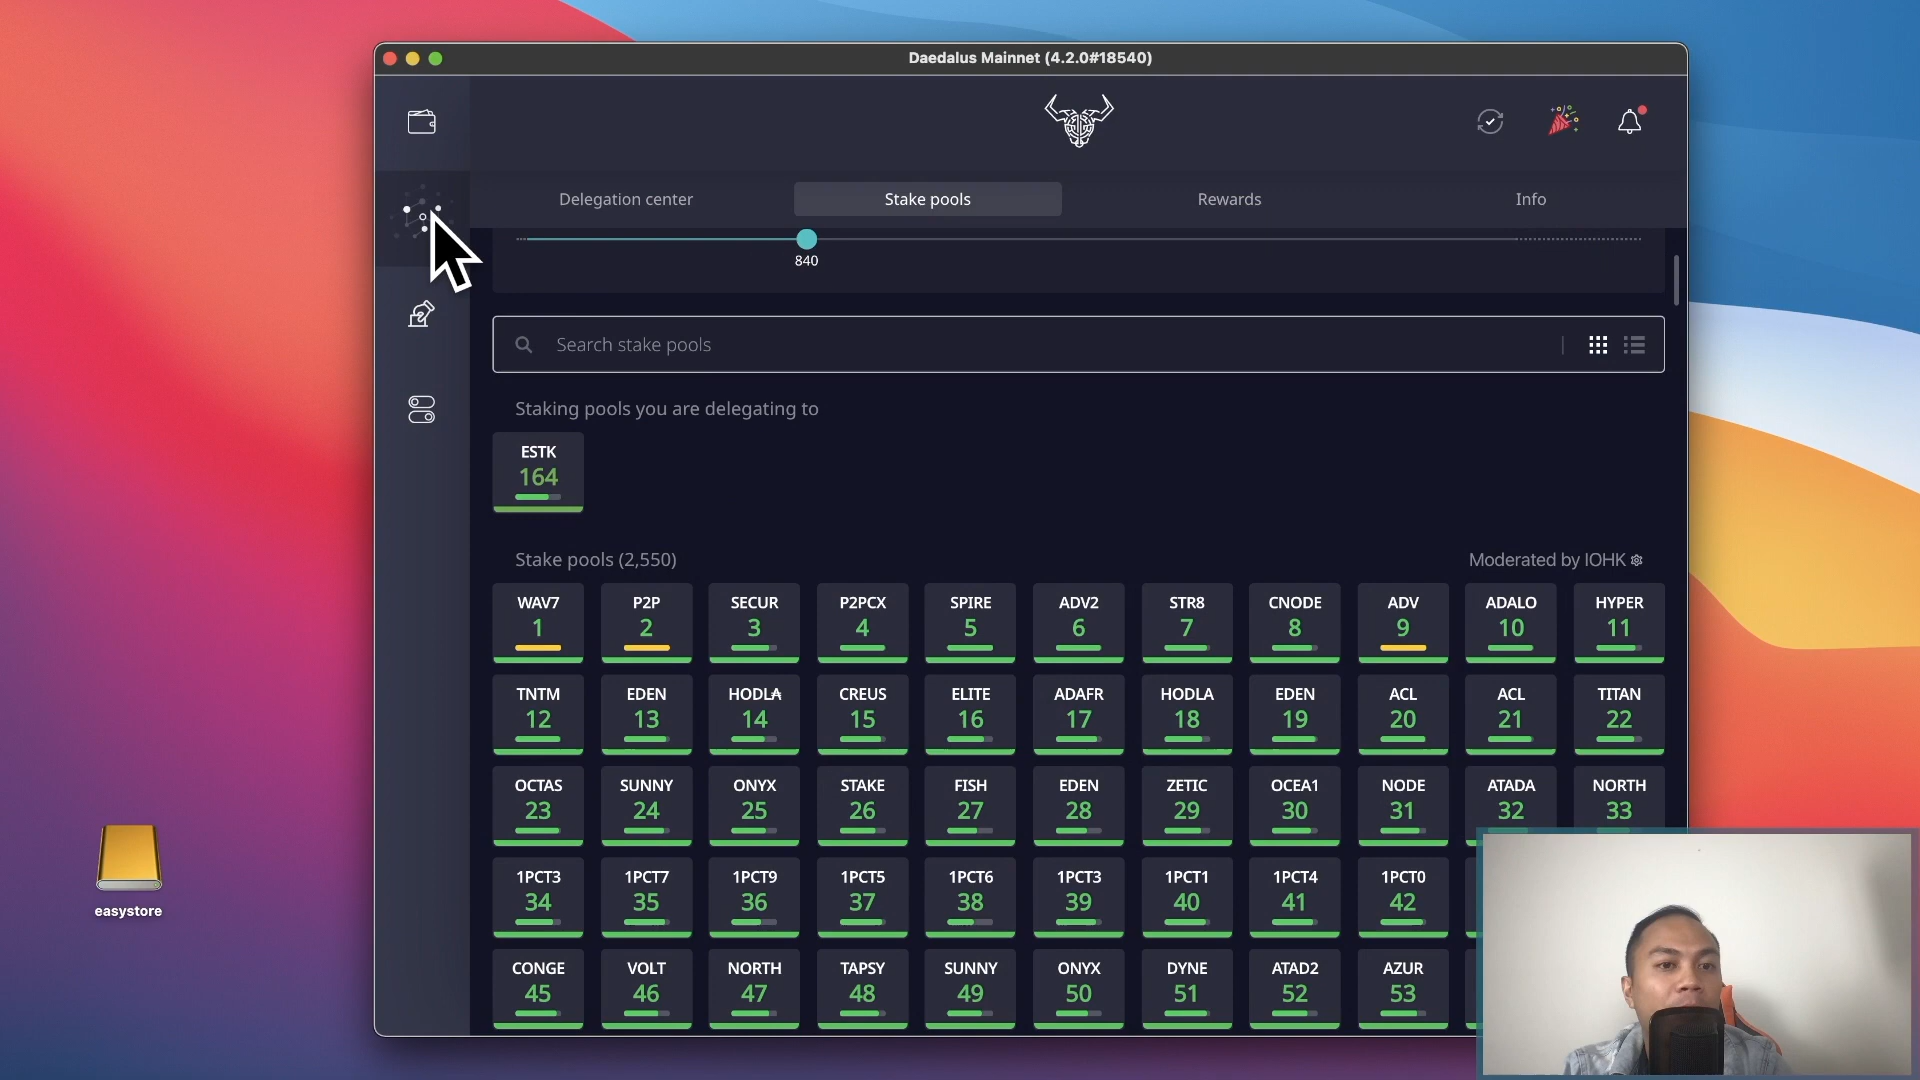 Daedalus Mainnet (4.2.0#18540)
Delegation center Stake pools Rewards Info
840
Search stake pools
Staking pools you are delegating to
ESTK
164
Stake pools (2,550) Moderated by IOHK
WAV7 P2P SECUR P2PCX SPIRE ADV2 STR8 CNODE ADV ADALO HYPER
1 2 3 4 5 6 7 8 9 10 11
TNTM EDEN HODL₳ CREUS ELITE ADAFR HODLA EDEN ACL ACL TITAN
12 13 14 15 16 17 18 19 20 21 22
OCTAS SUNNY ONYX STAKE FISH EDEN ZETIC OCEA1 NODE ATADA NORTH
23 24 25 26 27 28 29 30 31 32 33
1PCT3 1PCT7 1PCT9 1PCT5 1PCT6 1PCT3 1PCT1 1PCT4 1PCT0
34 35 36 37 38 39 40 41 42
easystore
CONGE VOLT NORTH TAPSY SUNNY ONYX DYNE ATAD2 AZUR
45 46 47 48 49 50 51 52 53